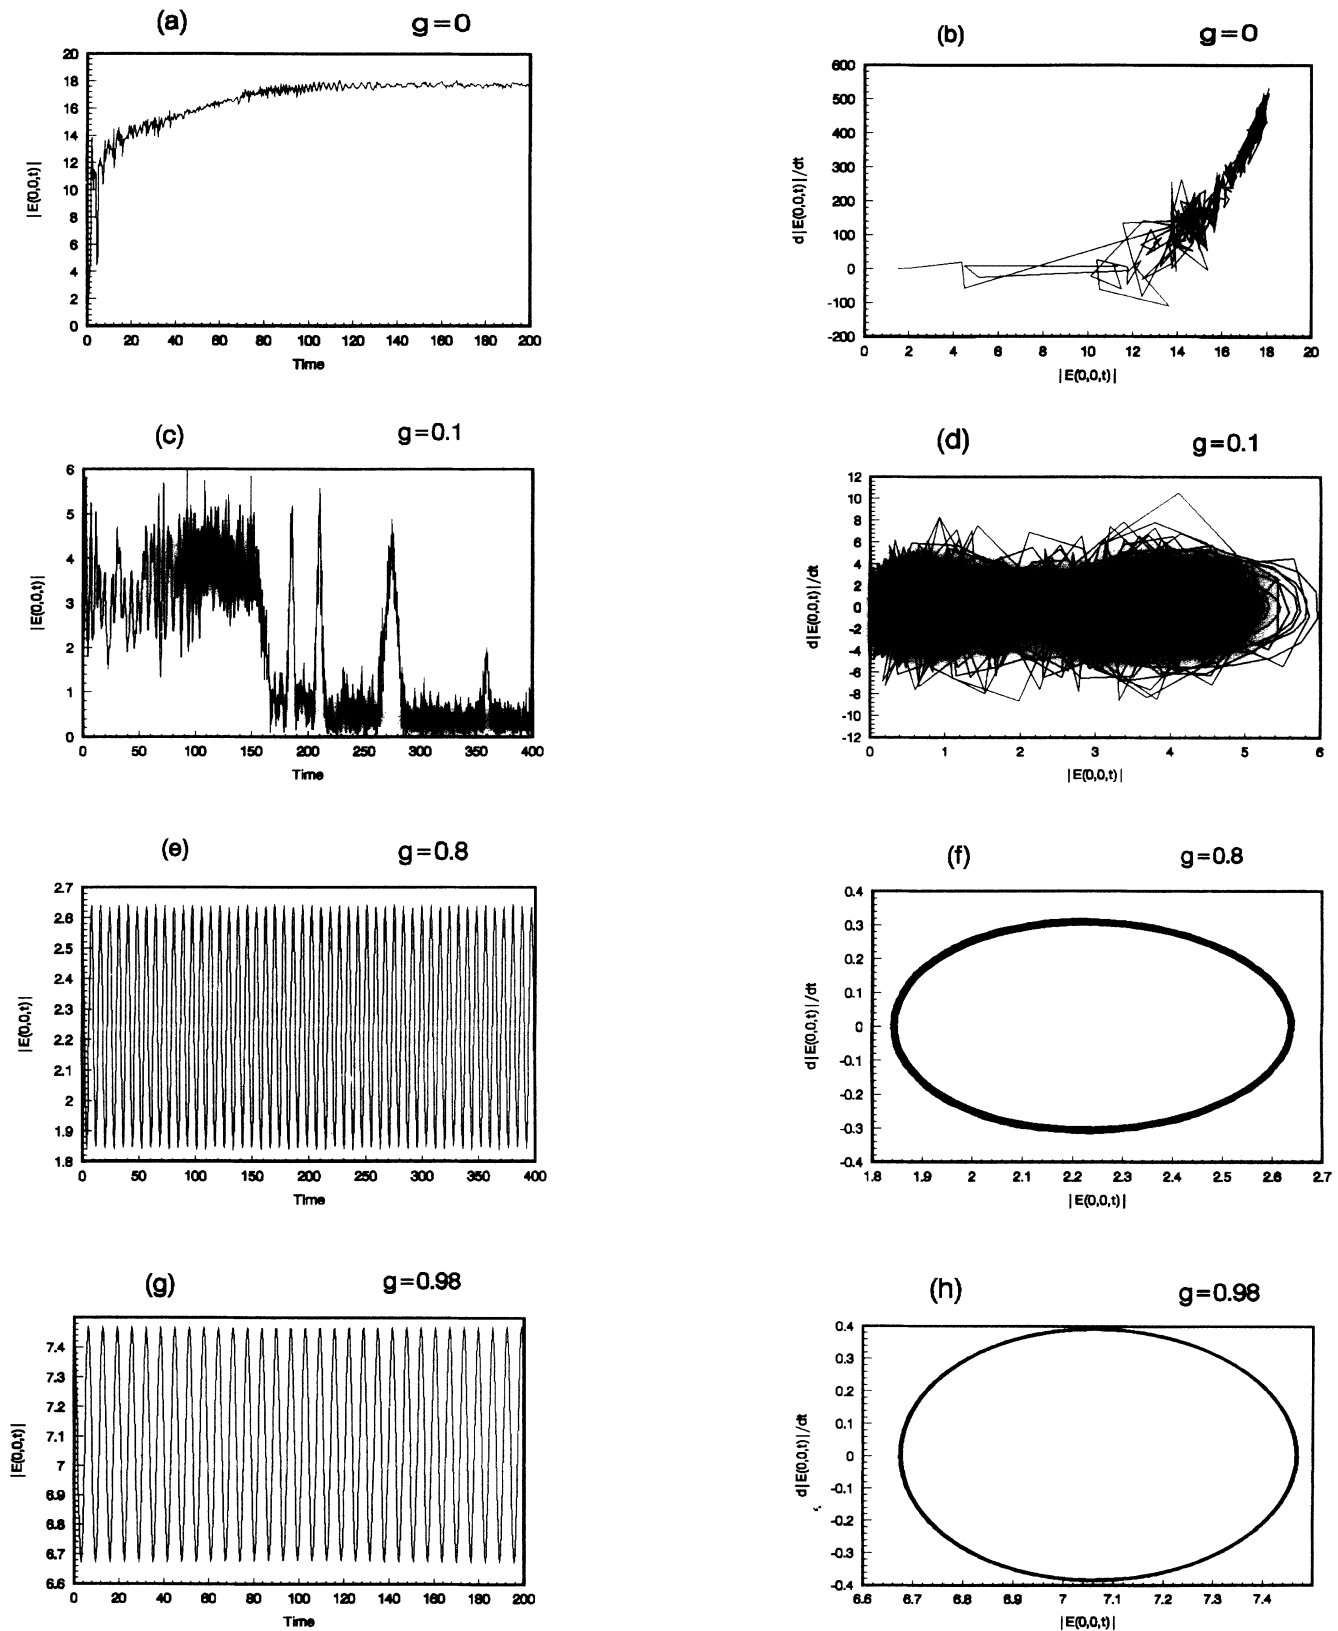 (a) g=0
20
18
16
14
12
10
8
6
4
2
0
|E(0,0,t)|
0 20 40 60 80 100 120 140 160 180 200
Time
(b) g=0
600
500
400
300
200
100
0
-100
-200
d|E(0,0,t)|/dt
0 2 4 6 8 10 12 14 16 18 20
|E(0,0,t)|
(c) g=0.1
6
5
4
3
2
1
0
|E(0,0,t)|
0 50 100 150 200 250 300 350 400
Time
(d) g=0.1
12
10
8
6
4
2
0
-2
-4
-6
-8
-10
-12
d|E(0,0,t)|/dt
0 1 2 3 4 5 6
|E(0,0,t)|
(e) g=0.8
2.7
2.6
2.5
2.4
2.3
2.2
2.1
2
1.9
1.8
|E(0,0,t)|
0 50 100 150 200 250 300 350 400
Time
(f) g=0.8
0.4
0.3
0.2
0.1
0
-0.1
-0.2
-0.3
-0.4
d|E(0,0,t)|/dt
1.8 1.9 2 2.1 2.2 2.3 2.4 2.5 2.6 2.7
|E(0,0,t)|
(g) g=0.98
7.4
7.3
7.2
7.1
7
6.9
6.8
6.7
6.6
|E(0,0,t)|
0 20 40 60 80 100 120 140 160 180 200
Time
(h) g=0.98
0.4
0.3
0.2
0.1
0
-0.1
-0.2
-0.3
-0.4
d|E(0,0,t)|/dt
6.6 6.7 6.8 6.9 7 7.1 7.2 7.3 7.4
|E(0,0,t)|